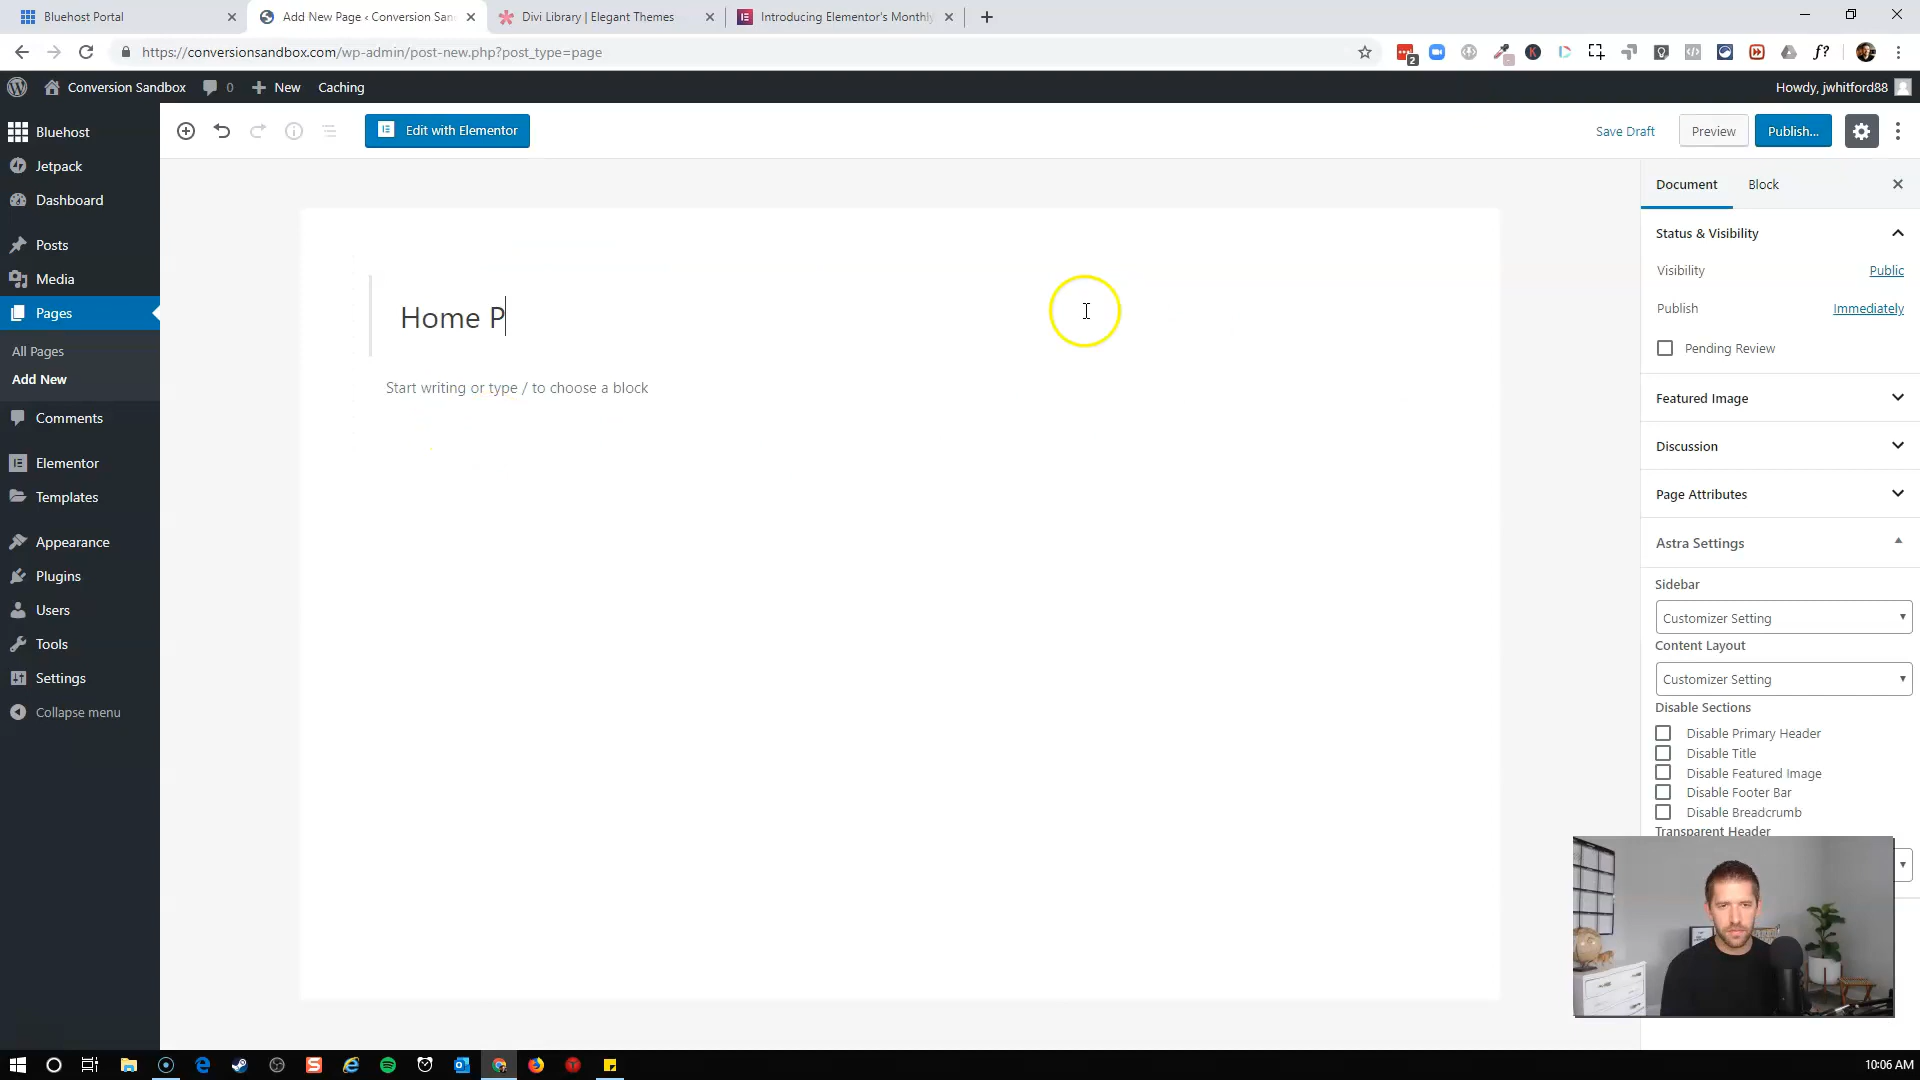 Bluehost Portal
Add New Page ‹ Conversion San
Divi Library | Elegant Themes
Introducing Elementor's Monthly
https://conversionsandbox.com/wp-admin/post-new.php?post_type=page
2
f?
Conversion Sandbox
0
New
Caching
Howdy, jwhitford88
Bluehost
Jetpack
Dashboard
Posts
Media
Pages
All Pages
Add New
Comments
Elementor
Templates
Appearance
Plugins
Users
Tools
Settings
Collapse menu
Edit with Elementor
Save Draft
Preview
Publish...
Home P
Start writing or type / to choose a block
Document
Block
Status & Visibility
Visibility
Public
Publish
Immediately
Pending Review
Featured Image
Discussion
Page Attributes
Astra Settings
Sidebar
Customizer Setting
Content Layout
Customizer Setting
Disable Sections
Disable Primary Header
Disable Title
Disable Featured Image
Disable Footer Bar
Disable Breadcrumb
Transparent Header
10:06 AM